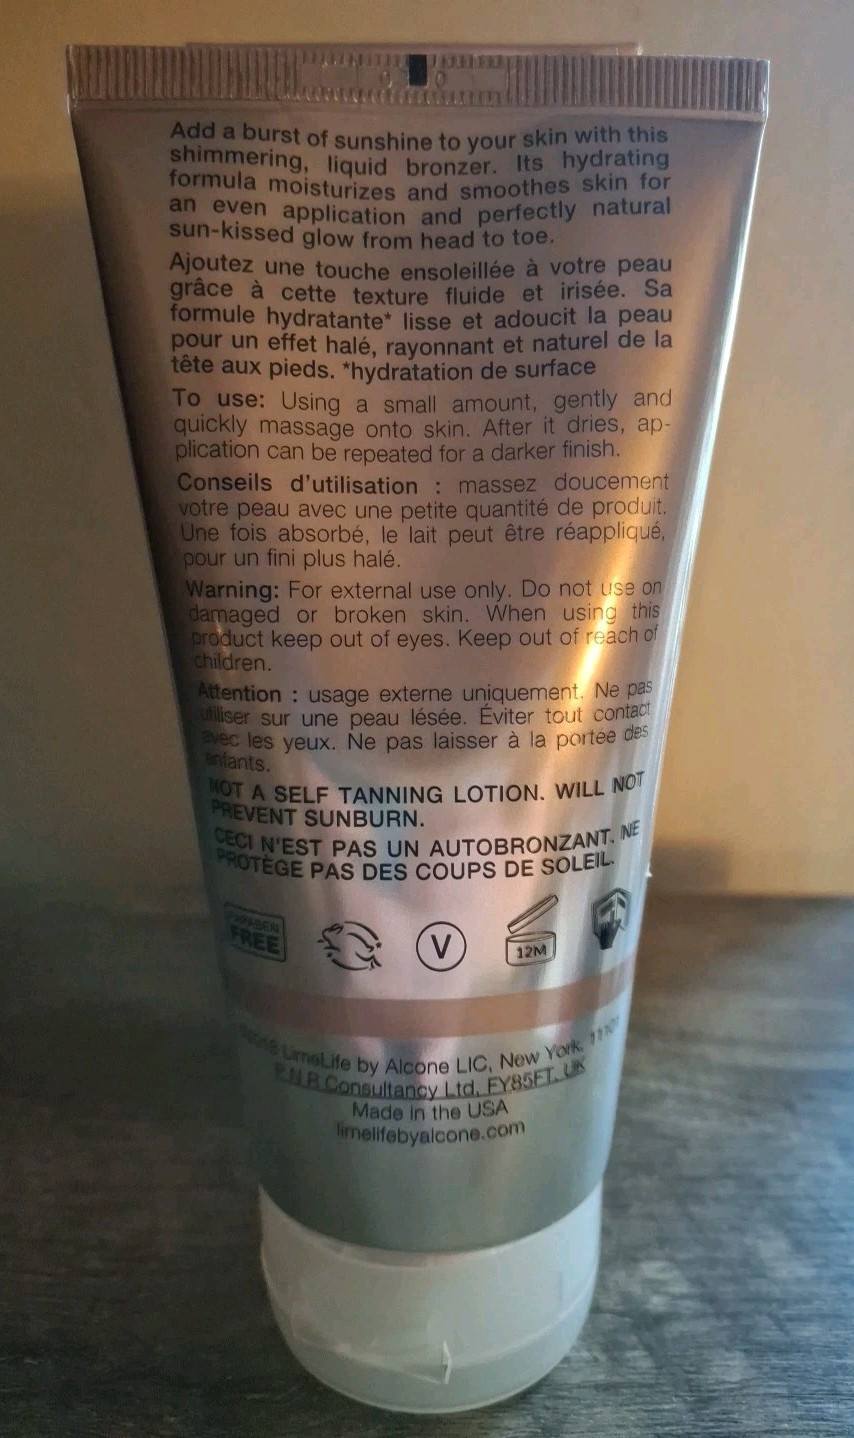 Add a burst of sunshine to your skin with this
shimmering, liquid bronzer. Its hydrating
formula moisturizes and smoothes skin for
an even application and perfectly natural
sun-kissed glow from head to toe.
Ajoutez une touche ensoleillée à votre peau
grâce à cette texture fluide et irisée. Sa
formule hydratante* lisse et adoucit la peau
pour un effet halé, rayonnant et naturel de la
tête aux pieds. *hydratation de surface
To use: Using a small amount, gently and
quickly massage onto skin. After it dries, ap-
plication can be repeated for a darker finish.
Conseils d'utilisation : massez doucement
votre peau avec une petite quantité de produit.
Une fois absorbé, le lait peut être réappliqué,
pour un fini plus halé.
Warning: For external use only. Do not use on
damaged or broken skin. When using this
product keep out of eyes. Keep out of reach of
children.
Attention : usage externe uniquement. Ne pas
utiliser sur une peau lésée. Éviter tout contact
avec les yeux. Ne pas laisser à la portée des
enfants.
NOT A SELF TANNING LOTION. WILL NOT
PREVENT SUNBURN.
CECI N'EST PAS UN AUTOBRONZANT. NE
PROTÈGE PAS DES COUPS DE SOLEIL.
PARABEN
FREE
V
12M
LimeLife by Alcone LIC, New York, 11101
Consultancy Ltd, FY85FT, UK
Made in the USA
limelifebyalcone.com